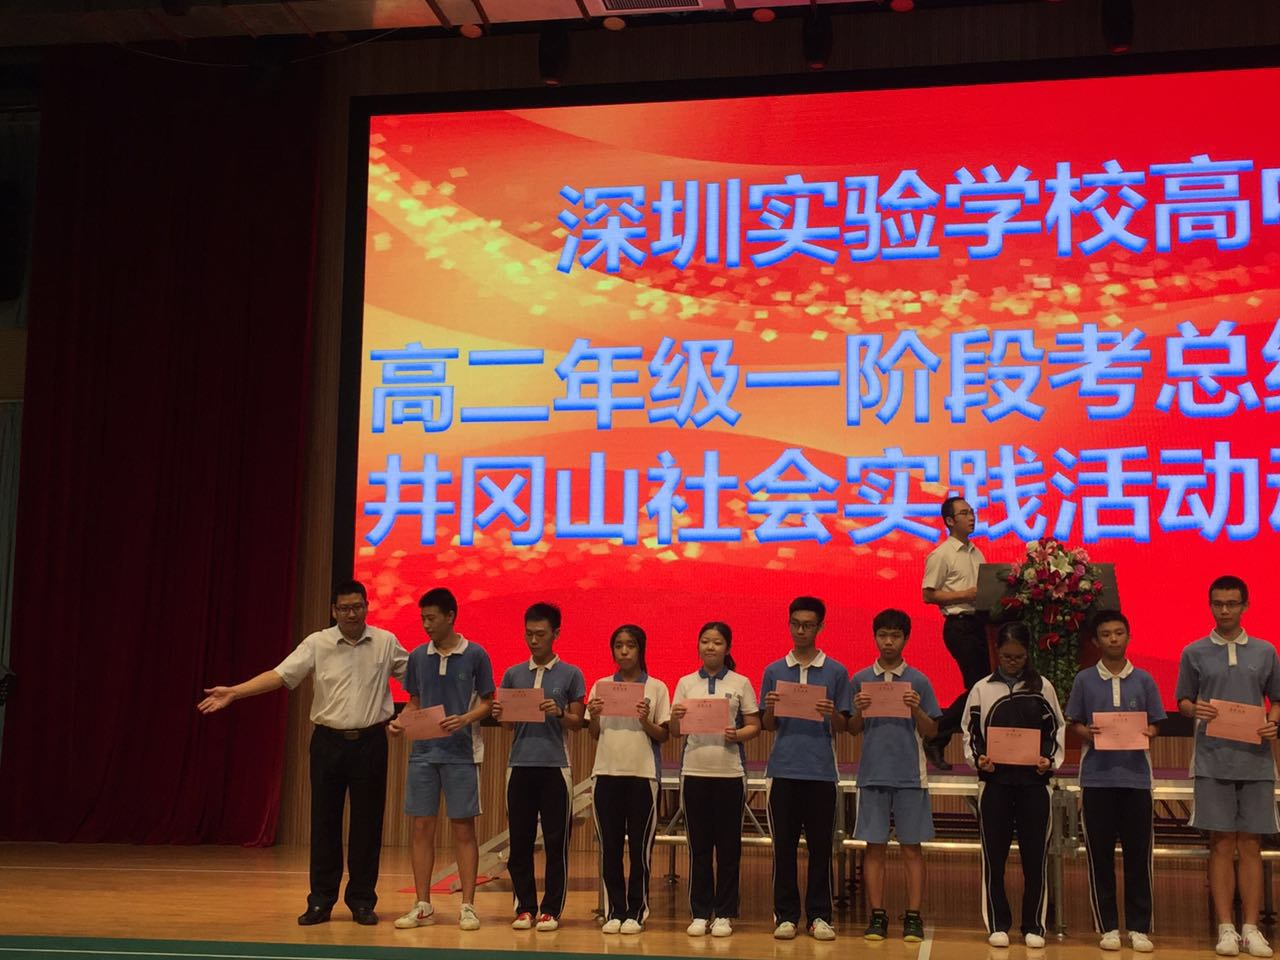 深圳实验学校高
高二年级一阶段考总
井冈山社会实践活动